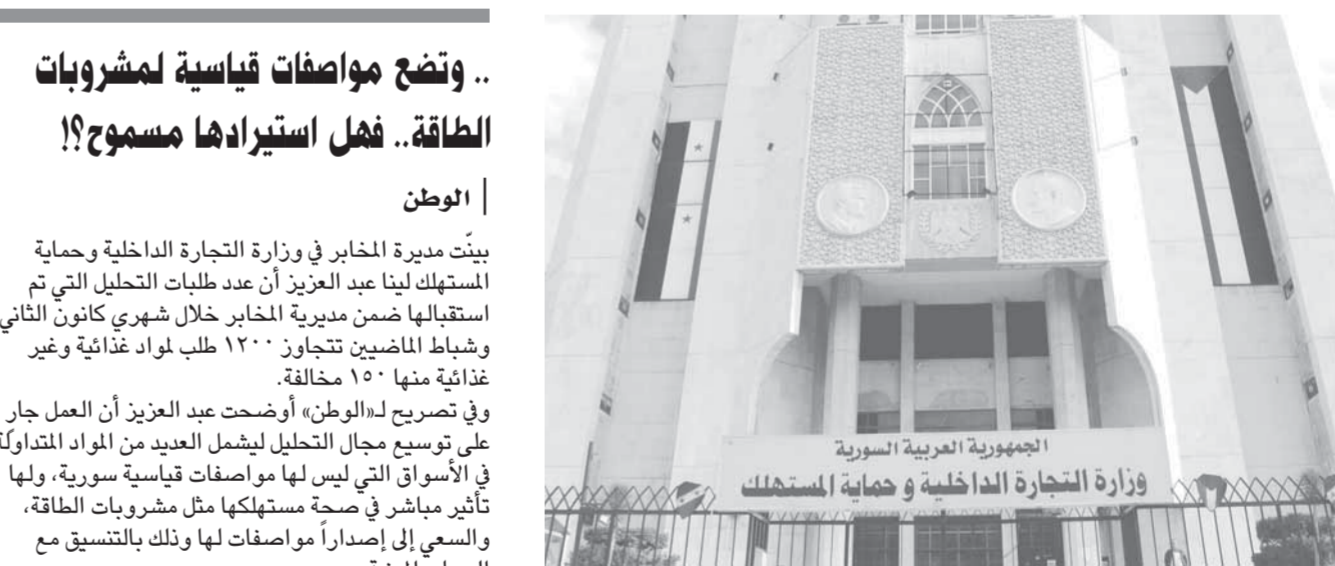 .. وتضع مواصفات قياسية لمشروبات
الطاقة.. فهل استيرادها مسموح؟!
الوطن
بينّت مديرة المخابر في وزارة التجارة الداخلية وحماية
المستهلك لينا عبد العزيز أن عدد طلبات التحليل التي تم
استقبالها ضمن مديرية المخابر خلال شهري كانون الثاني
وشباط الماضيين تتجاوز ١٢٠٠ طلب لمواد غذائية وغير
غذائية منها ١٥٠ مخالفة.
وفي تصريح لـ«الوطن» أوضحت عبد العزيز أن العمل جارٍ
على توسيع مجال التحليل ليشمل العديد من المواد المتداولة
في الأسواق التي ليس لها مواصفات قياسية سورية، ولها
تأثير مباشر في صحة مستهلكها مثل مشروبات الطاقة،
والسعي إلى إصداراً مواصفات لها وذلك بالتنسيق مع
الجمهورية العربية السورية
وزارة التجارة الداخلية و حماية المستهلك